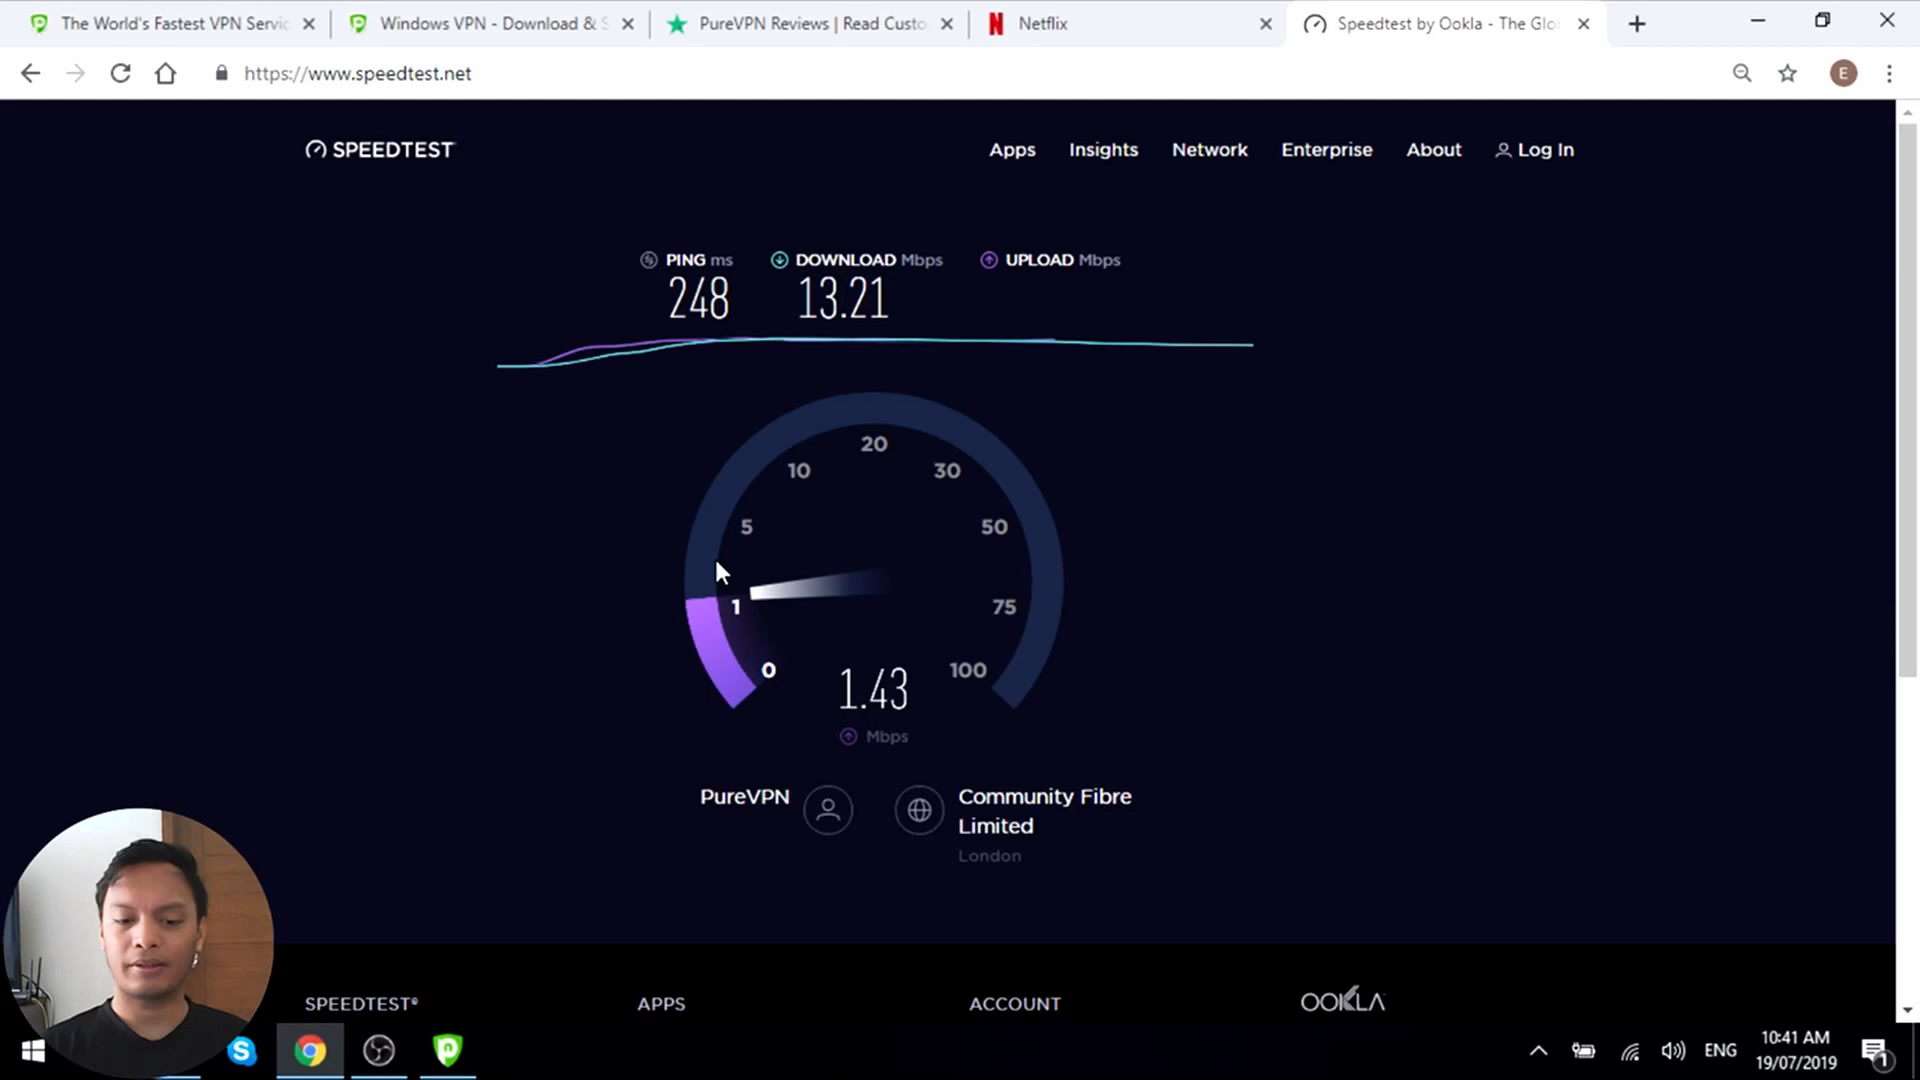 The World's Fastest VPN Servic
Windows VPN - Download & S
PureVPN Reviews | Read Custo
Netflix
Speedtest by Ookla - The Glo
https://www.speedtest.net
E
SPEEDTEST
Apps
Insights
Network
Enterprise
About
Log In
PING ms
DOWNLOAD Mbps
UPLOAD Mbps
248
13.21
0
1
5
10
20
30
50
75
100
1.43
Mbps
PureVPN
Community Fibre
Limited
London
SPEEDTEST®
APPS
ACCOUNT
OOKLA
ENG
10:41 AM
19/07/2019
1